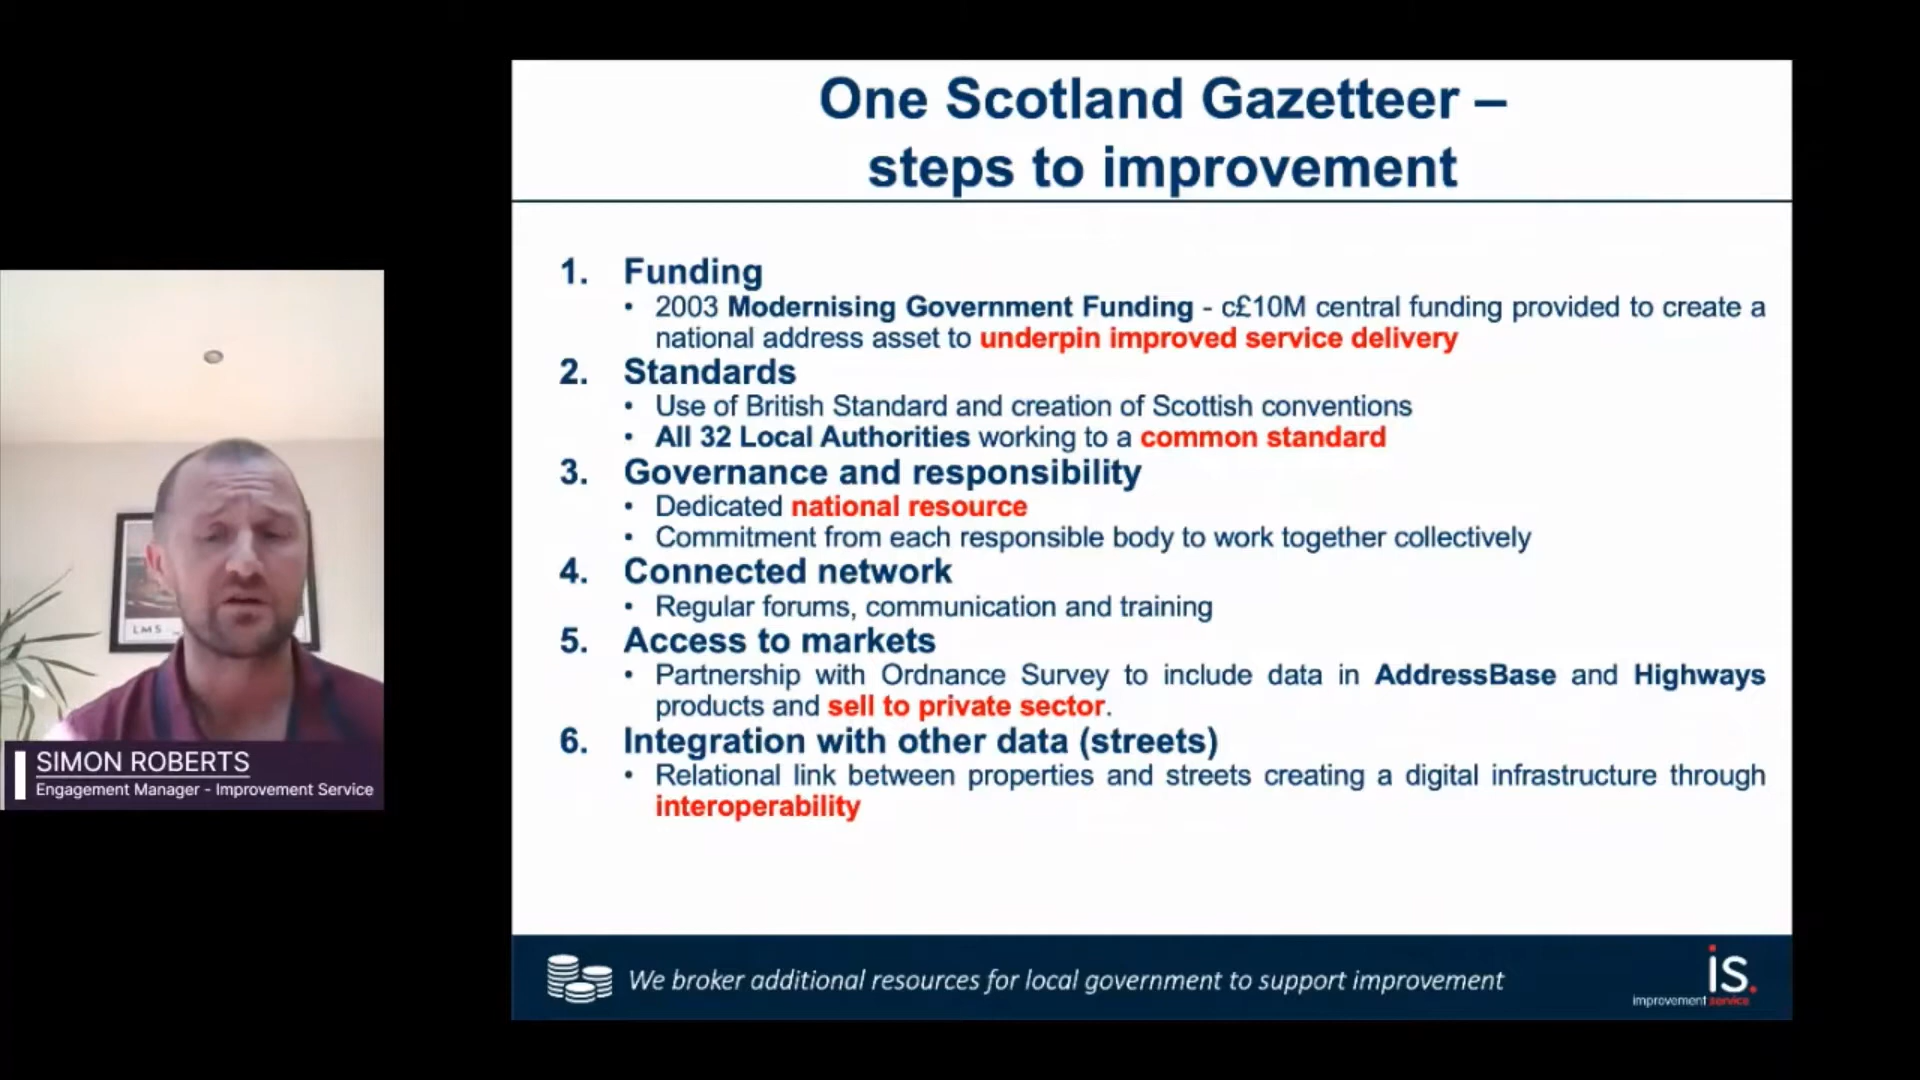 One Scotland Gazetteer –
steps to improvement
1. Funding
• 2003 Modernising Government Funding - c£10M central funding provided to create a
national address asset to underpin improved service delivery
2. Standards
• Use of British Standard and creation of Scottish conventions
• All 32 Local Authorities working to a common standard
3. Governance and responsibility
• Dedicated national resource
• Commitment from each responsible body to work together collectively
4. Connected network
• Regular forums, communication and training
5. Access to markets
• Partnership with Ordnance Survey to include data in AddressBase and Highways
products and sell to private sector.
6. Integration with other data (streets)
• Relational link between properties and streets creating a digital infrastructure through
interoperability
LMS
SIMON ROBERTS
Engagement Manager - Improvement Service
We broker additional resources for local government to support improvement
is.
improvement service